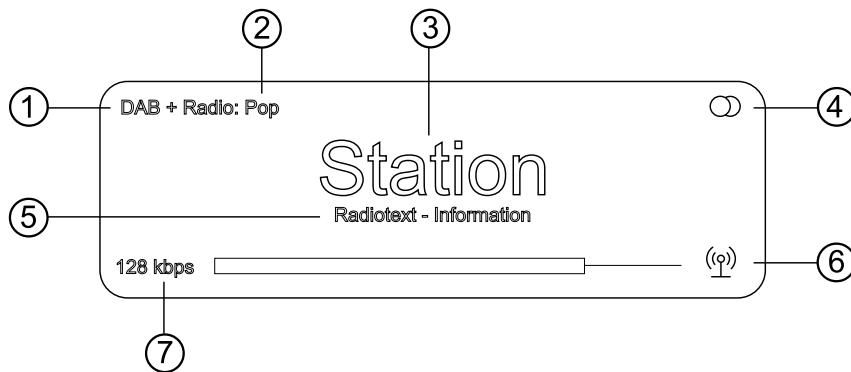 2
3
1
DAB + Radio: Pop
4
Station
5
Radiotext - Information
128 kbps
6
7